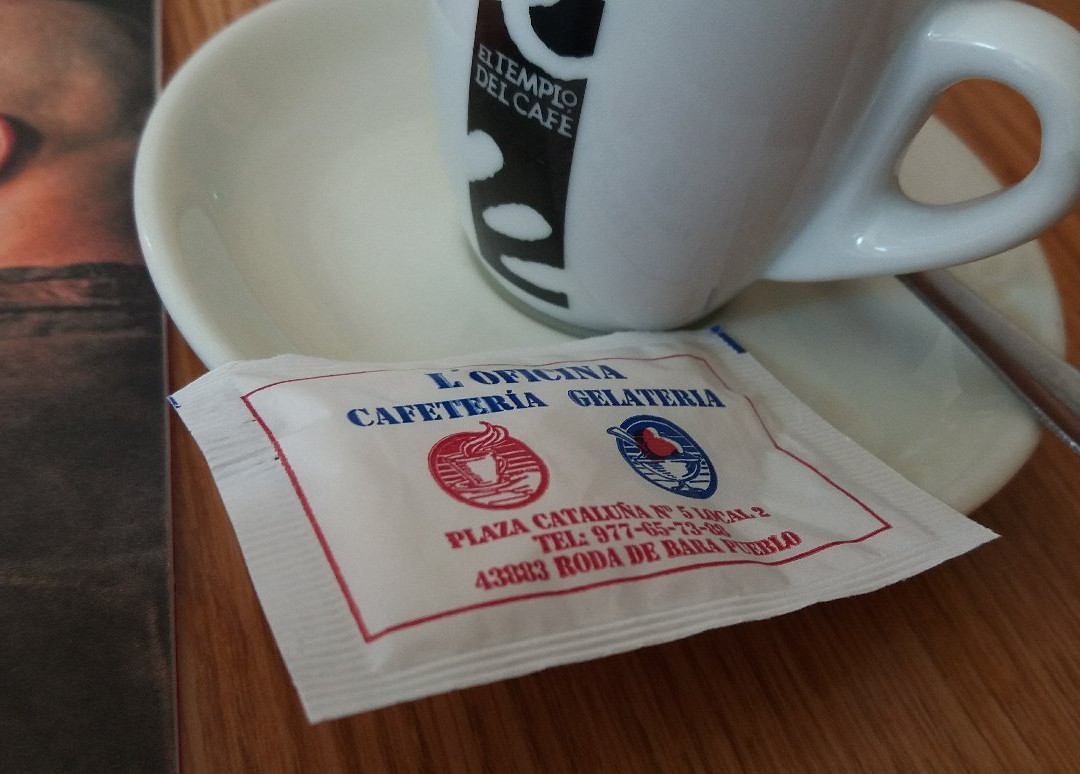 EL TEMPLO
DEL CAFÉ
L'OFICINA
CAFETERÍA GELATERIA
PLAZA CATALUÑA Nº 5 LOCAL 2
TEL: 977-65-73-88
43883 RODA DE BARA PUEBLO